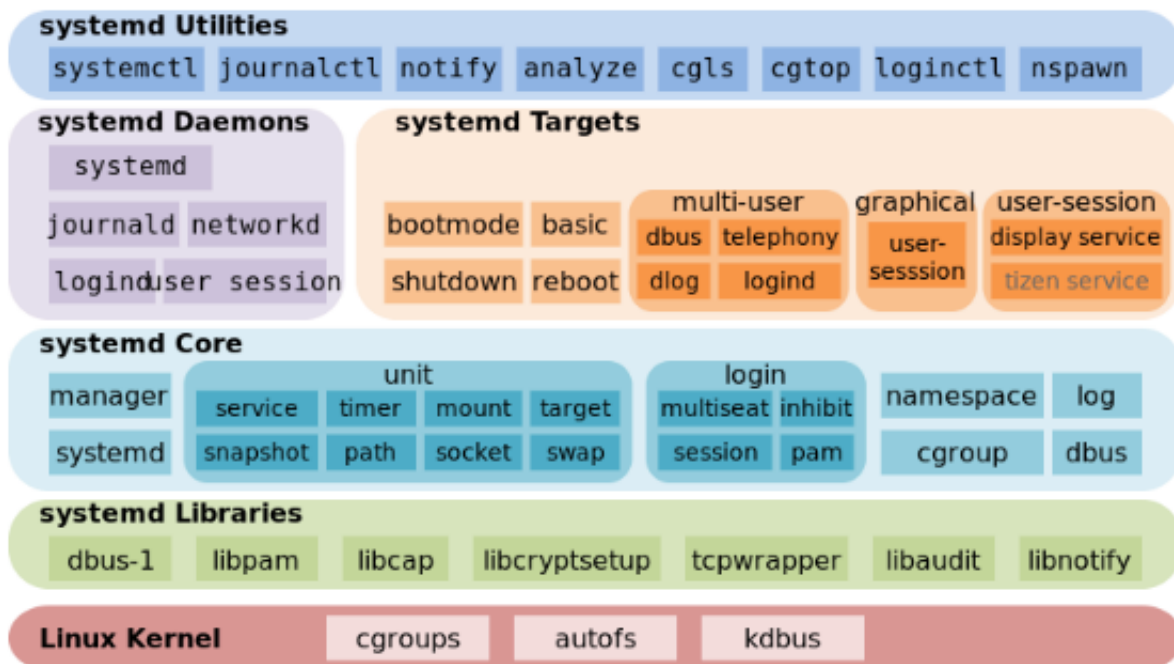 systemd Utilities
systemctl journalctl notify analyze cgls cgtop loginctl nspawn
systemd Daemons
systemd
journald networkd
logind user session
systemd Targets
bootmode basic
shutdown reboot
multi-user
dbus telephony
dlog logind
graphical
user-
sesssion
user-session
display service
tizen service
systemd Core
manager
systemd
unit
service timer mount target
snapshot path socket swap
login
multiseat inhibit
session pam
namespace log
cgroup dbus
systemd Libraries
dbus-1 libpam libcap libcryptsetup tcpwrapper libaudit libnotify
Linux Kernel cgroups autofs kdbus